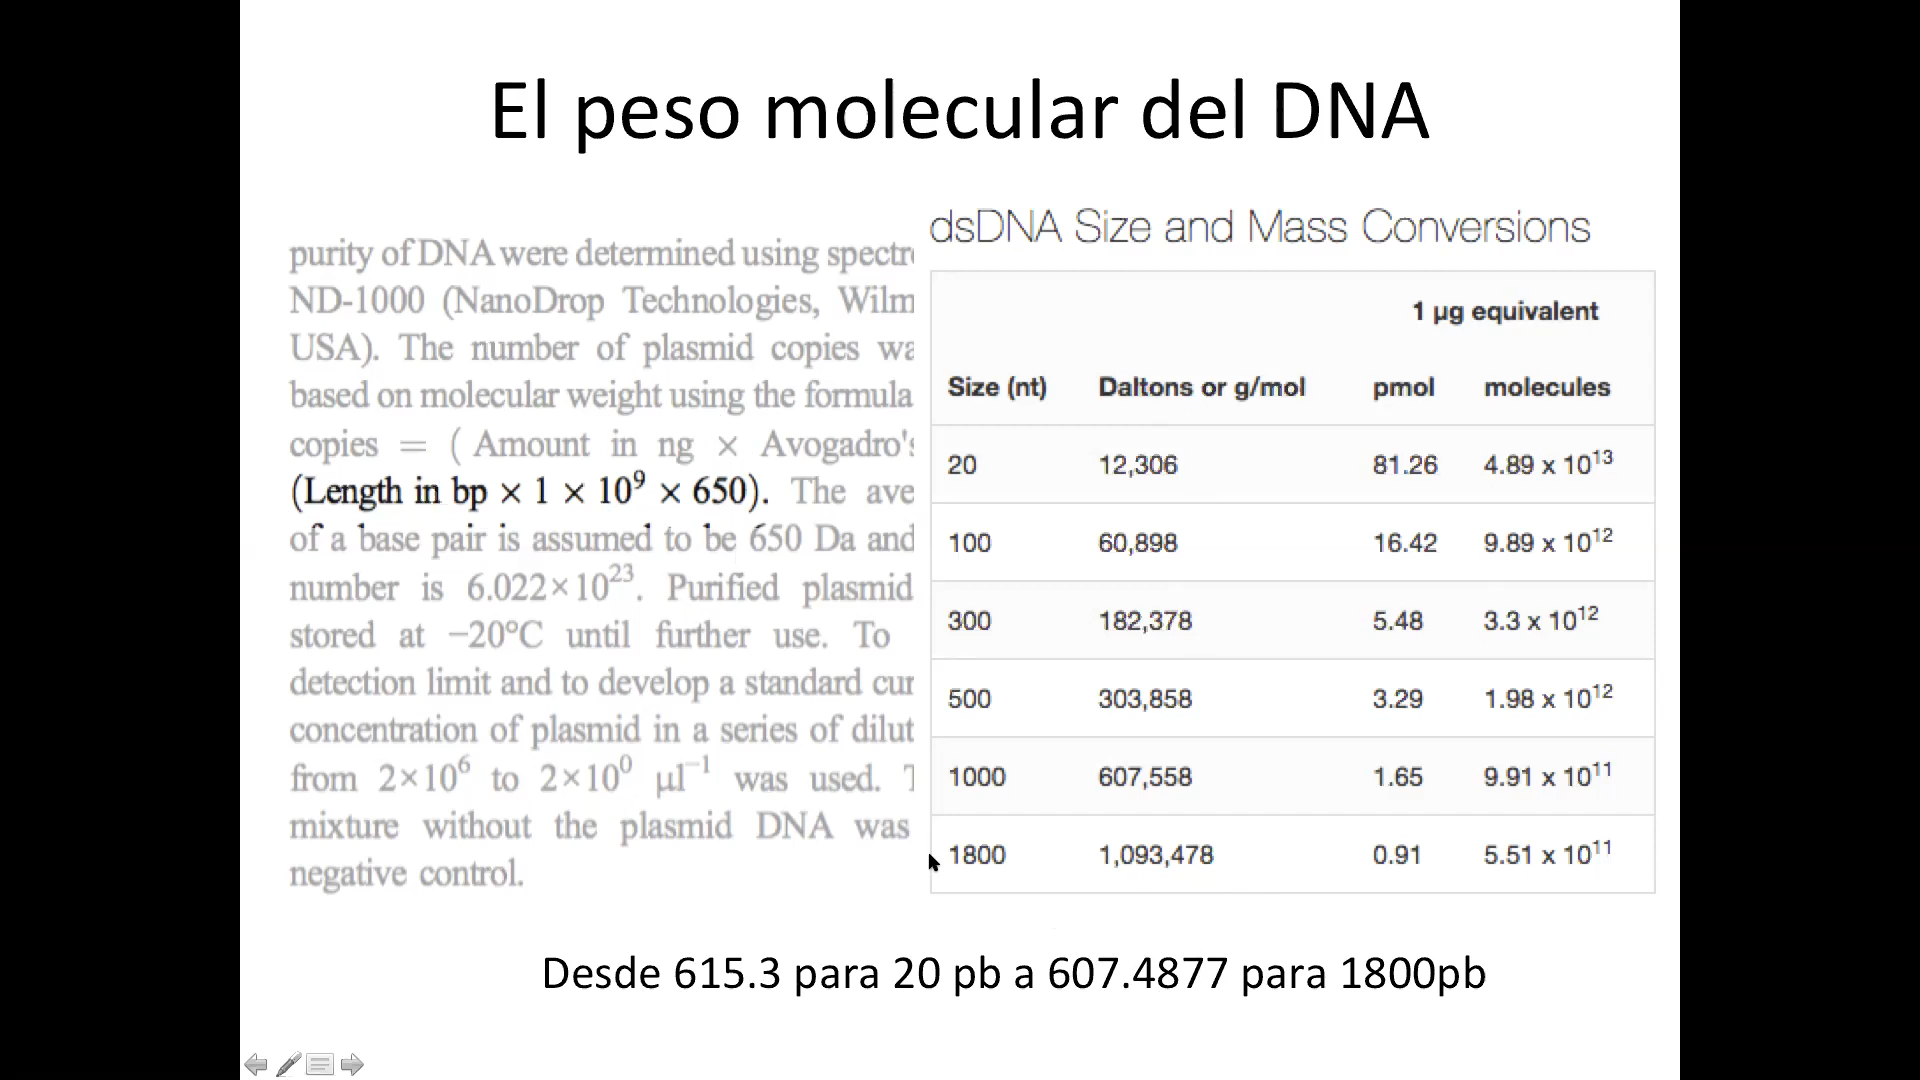 El peso molecular del DNA
purity of DNA were determined using
ND-1000 (NanoDrop Technologies,
USA). The number of plasmid copies
based on molecular weight using the formula
copies = ( Amount in ng × Avogadro's
(Length in bp × 1 × 10⁹ × 650). The
of a base pair is assumed to be 650 Da and
number is 6.022×10²³. Purified plasmid
stored at −20°C until further use. To
detection limit and to develop a standard
concentration of plasmid in a series of
from 2×10⁶ to 2×10⁰ µl⁻¹ was used.
mixture without the plasmid DNA was
negative control.
dsDNA Size and Mass Conversions
1 µg equivalent
Size (nt) Daltons or g/mol pmol molecules
20 12,306 81.26 4.89 x 10¹³
100 60,898 16.42 9.89 x 10¹²
300 182,378 5.48 3.3 x 10¹²
500 303,858 3.29 1.98 x 10¹²
1000 607,558 1.65 9.91 x 10¹¹
1800 1,093,478 0.91 5.51 x 10¹¹
Desde 615.3 para 20 pb a 607.4877 para 1800pb